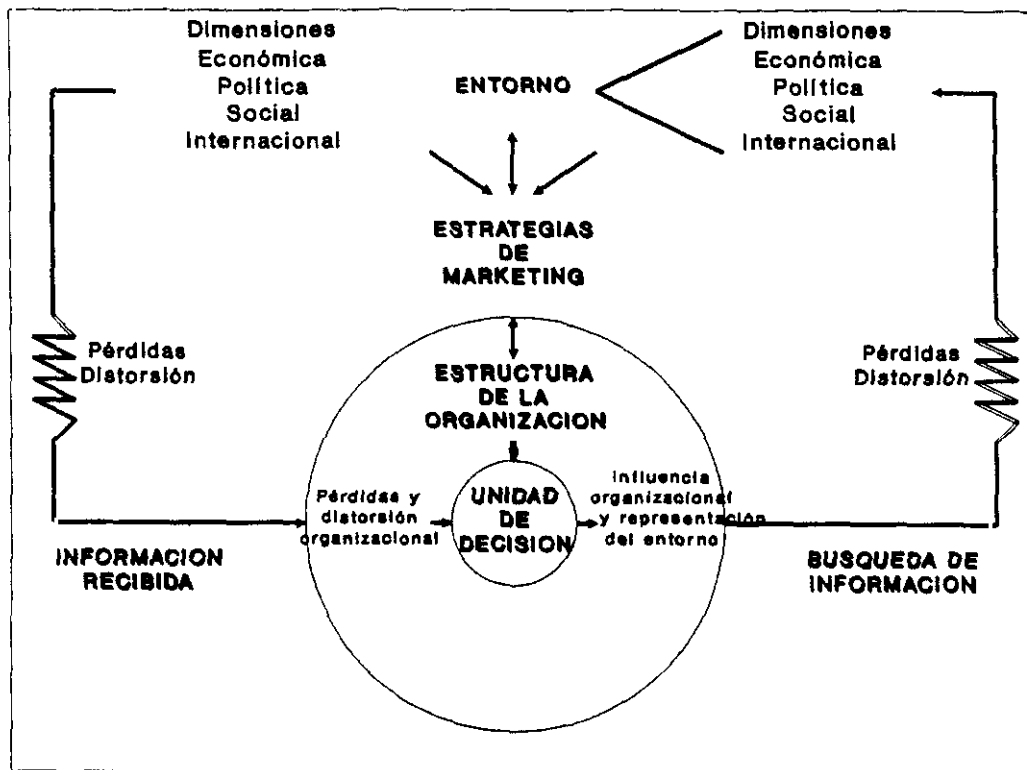 Dimensiones
Económica
Política
Social
Internacional
ENTORNO
Dimensiones
Económica
Política
Social
Internacional
ESTRATEGIAS
DE
MARKETING
Pérdidas
Distorsión
Pérdidas
Distorsión
ESTRUCTURA
DE LA
ORGANIZACION
Pérdidas y
distorsión
organizacional
UNIDAD
DE
DECISION
Influencia
organizacional
y representación
del entorno
INFORMACION
RECIBIDA
BUSQUEDA DE
INFORMACION